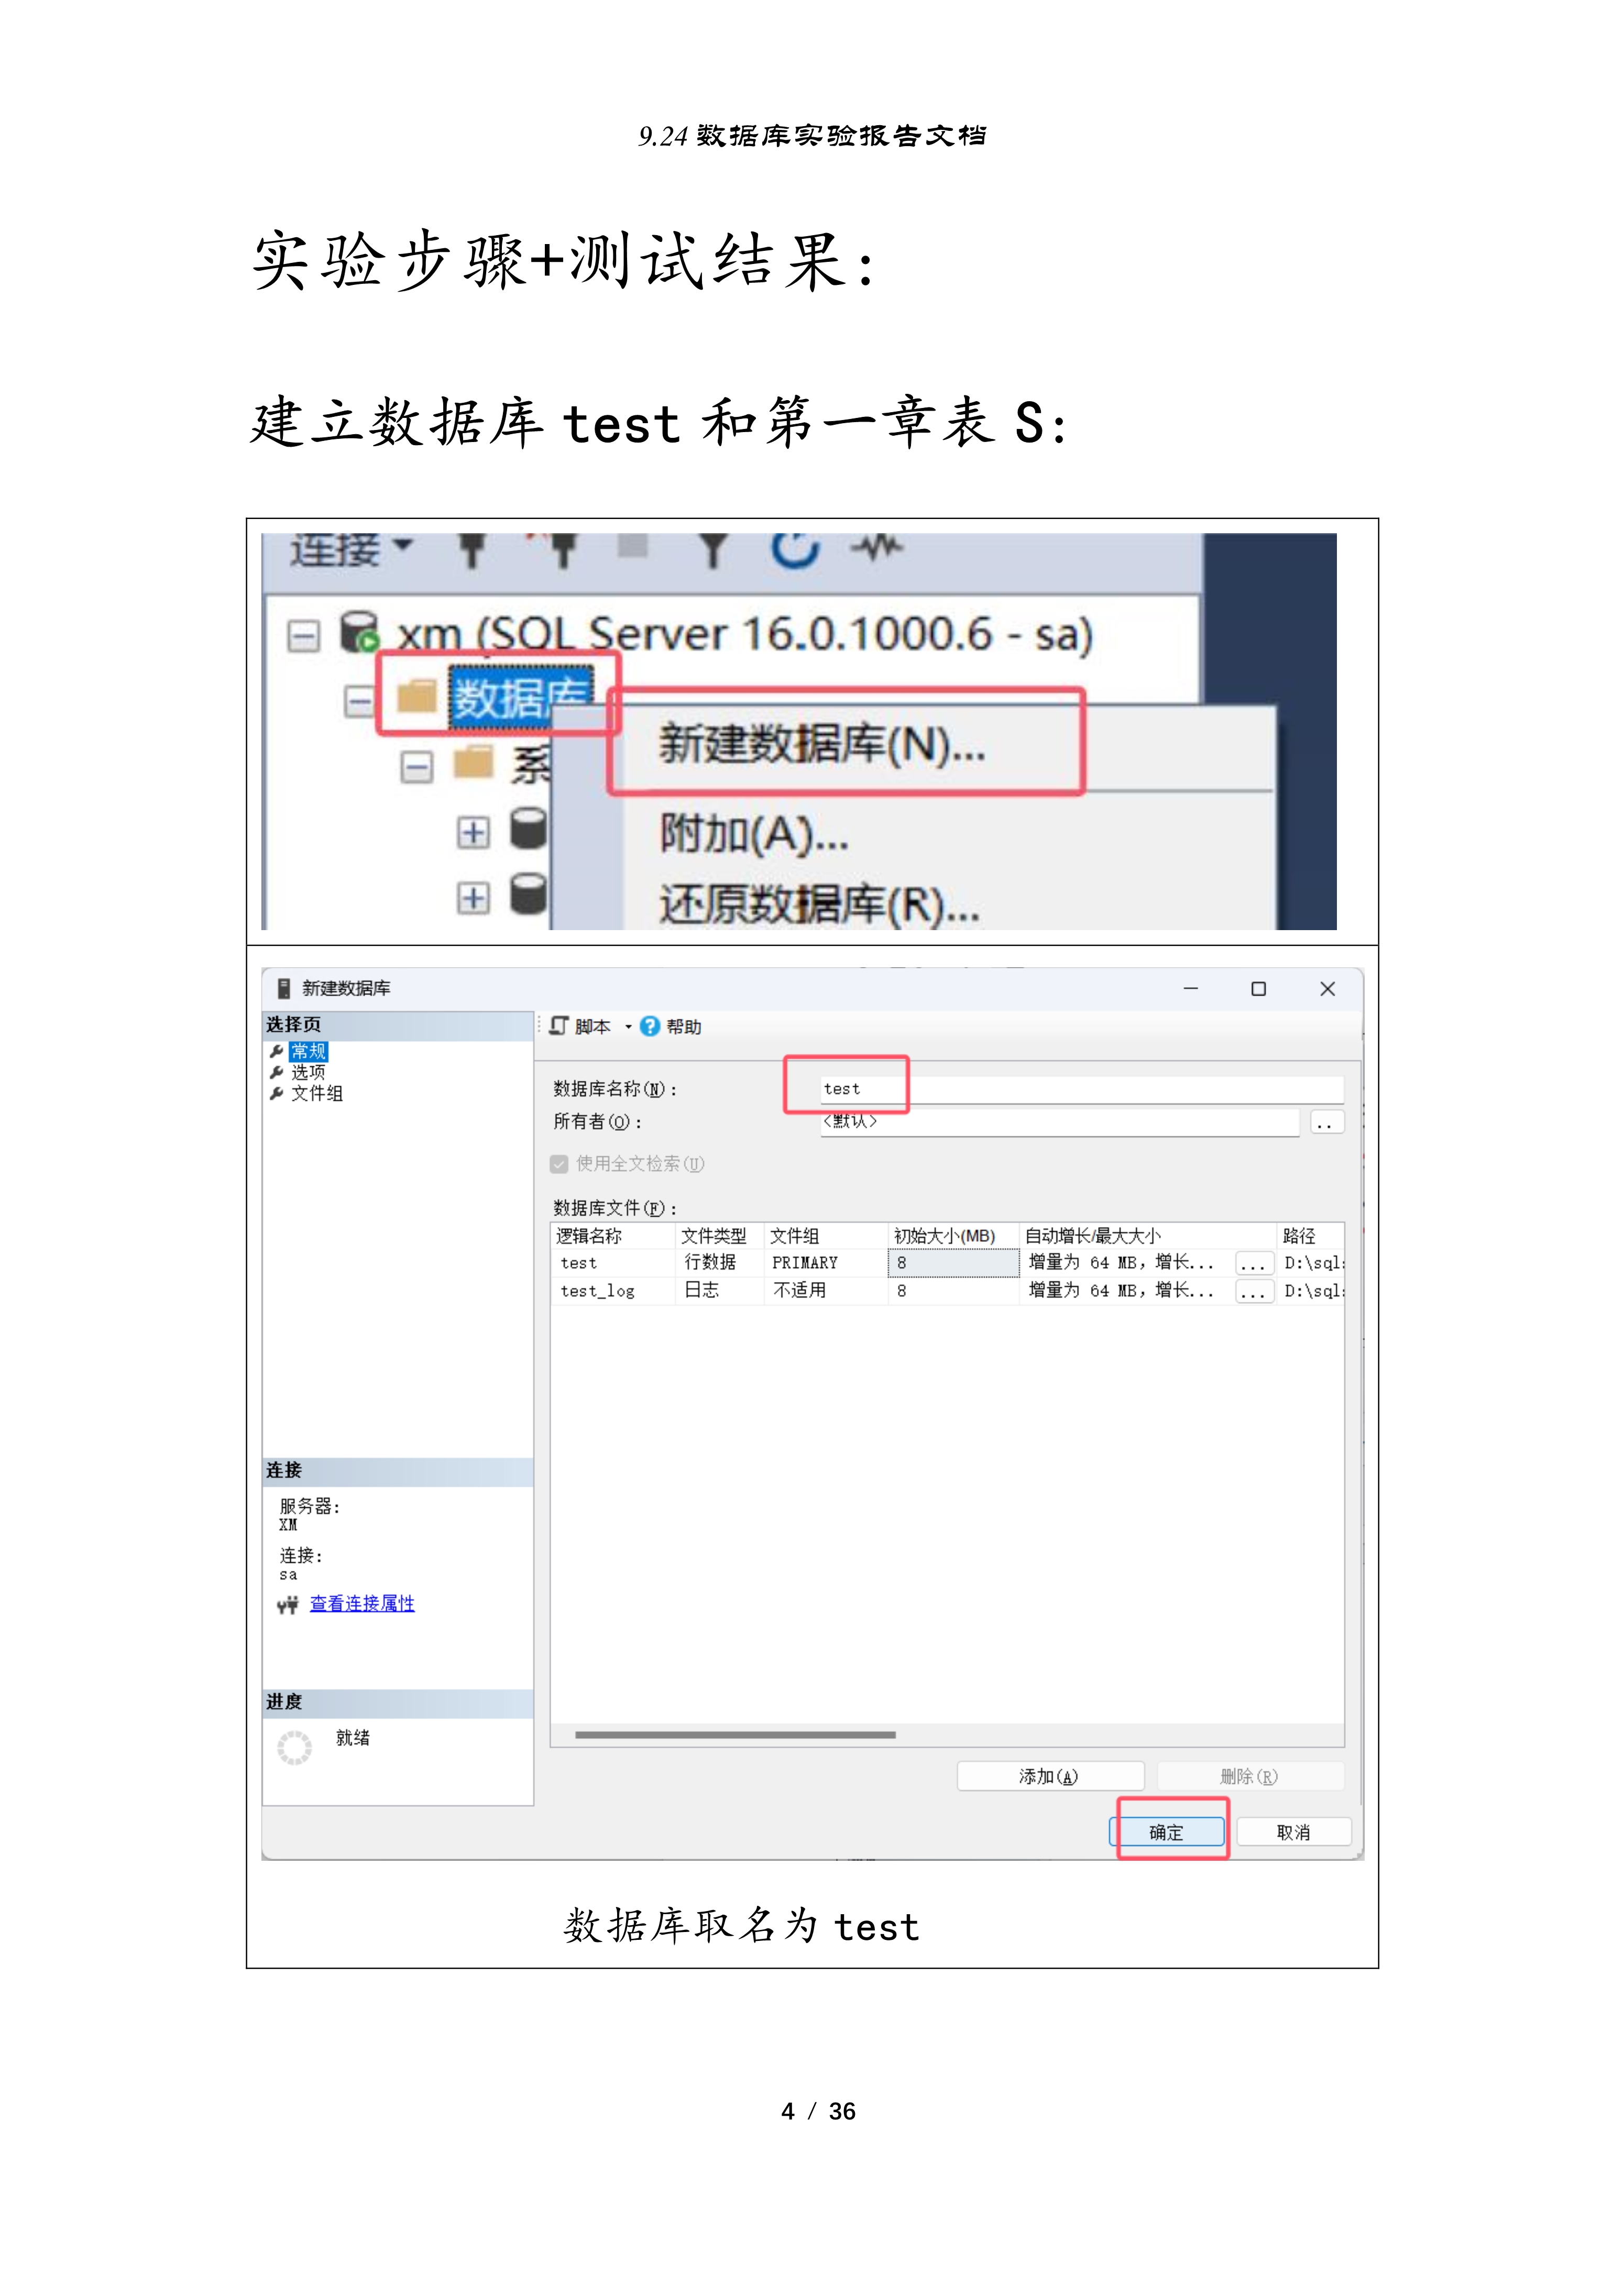 9.24 数据库实验报告文档
实验步骤+测试结果：
建立数据库 test 和第一章表 S：
连接
xm (SQL Server 16.0.1000.6 - sa)
数据库
新建数据库(N)...
系
附加(A)...
还原数据库(R)...
新建数据库
选择页
常规
选项
文件组
脚本 帮助
数据库名称(N)： test
所有者(O)： <默认> ..
使用全文检索(U)
数据库文件(F)：
逻辑名称 文件类型 文件组 初始大小(MB) 自动增长/最大大小 路径
test 行数据 PRIMARY 8 增量为 64 MB，增长... ... D:\sql
test_log 日志 不适用 8 增量为 64 MB，增长... ... D:\sql
连接
服务器:
XM
连接:
sa
查看连接属性
进度
就绪
添加(A) 删除(R)
确定 取消
数据库取名为 test
4 / 36